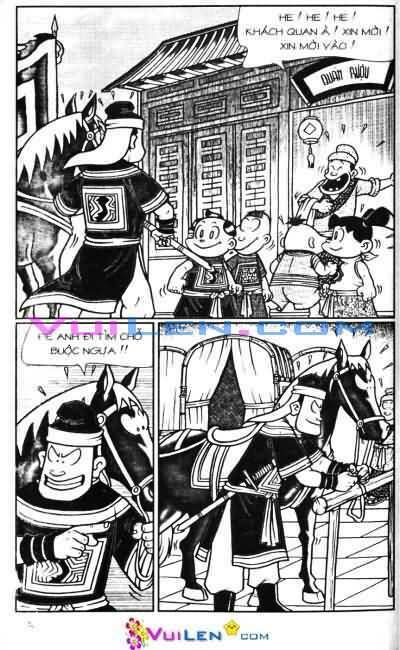 HE! HE! HE!
KHÁCH QUAN À! XIN MỜI!
XIN MỜI VÀO!
QUÁN RƯỢU
HÊ ANH ĐI TÌM CHỖ
BUỘC NGỰA!!
VUILEN.COM
VUILEN.COM